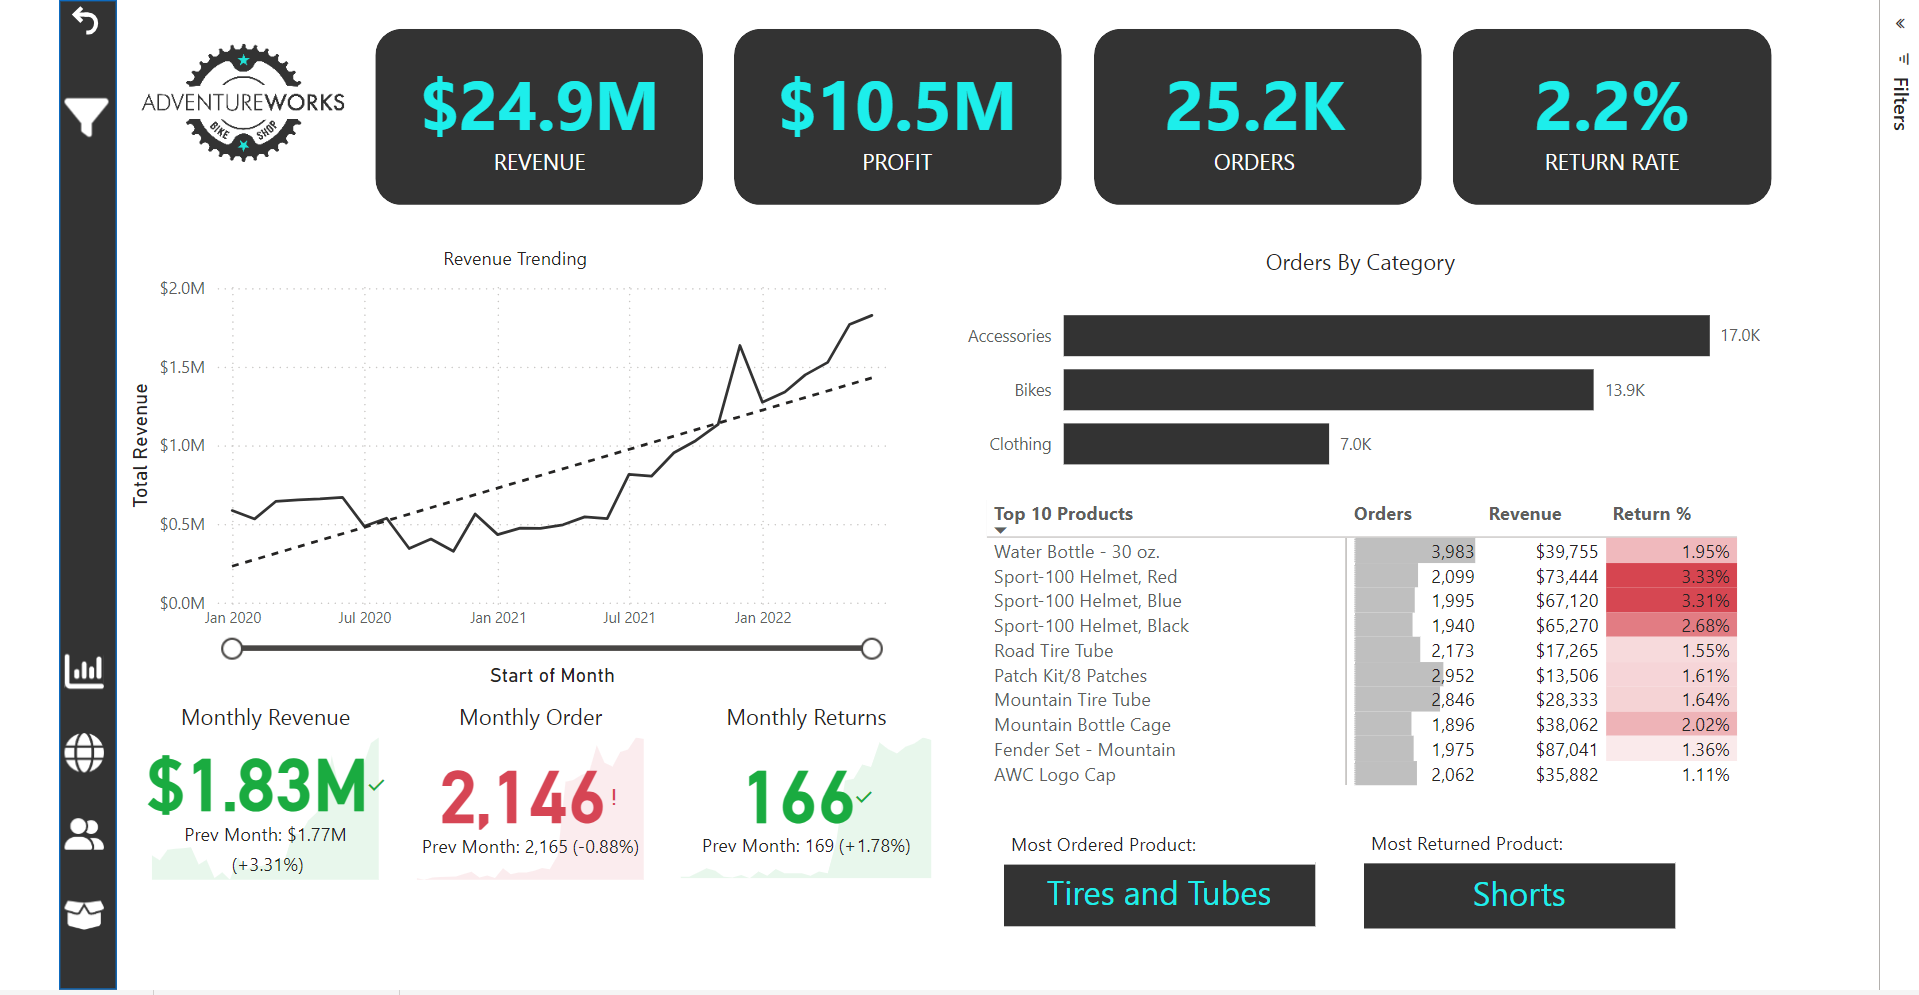 ADVENTUREWORKS
BIKE SHOP
$24.9M
REVENUE
$10.5M
PROFIT
25.2K
ORDERS
2.2%
RETURN RATE
«
Filters
Revenue Trending
Total Revenue
$2.0M
$1.5M
$1.0M
$0.5M
$0.0M
Jan 2020 Jul 2020 Jan 2021 Jul 2021 Jan 2022
Start of Month
Orders By Category
Accessories 17.0K
Bikes 13.9K
Clothing 7.0K
Top 10 Products Orders Revenue Return %
Water Bottle - 30 oz. 3,983 $39,755 1.95%
Sport-100 Helmet, Red 2,099 $73,444 3.33%
Sport-100 Helmet, Blue 1,995 $67,120 3.31%
Sport-100 Helmet, Black 1,940 $65,270 2.68%
Road Tire Tube 2,173 $17,265 1.55%
Patch Kit/8 Patches 2,952 $13,506 1.61%
Mountain Tire Tube 2,846 $28,333 1.64%
Mountain Bottle Cage 1,896 $38,062 2.02%
Fender Set - Mountain 1,975 $87,041 1.36%
AWC Logo Cap 2,062 $35,882 1.11%
Monthly Revenue
$1.83M
Prev Month: $1.77M
(+3.31%)
Monthly Order
2,146!
Prev Month: 2,165 (-0.88%)
Monthly Returns
166
Prev Month: 169 (+1.78%)
Most Ordered Product:
Tires and Tubes
Most Returned Product:
Shorts